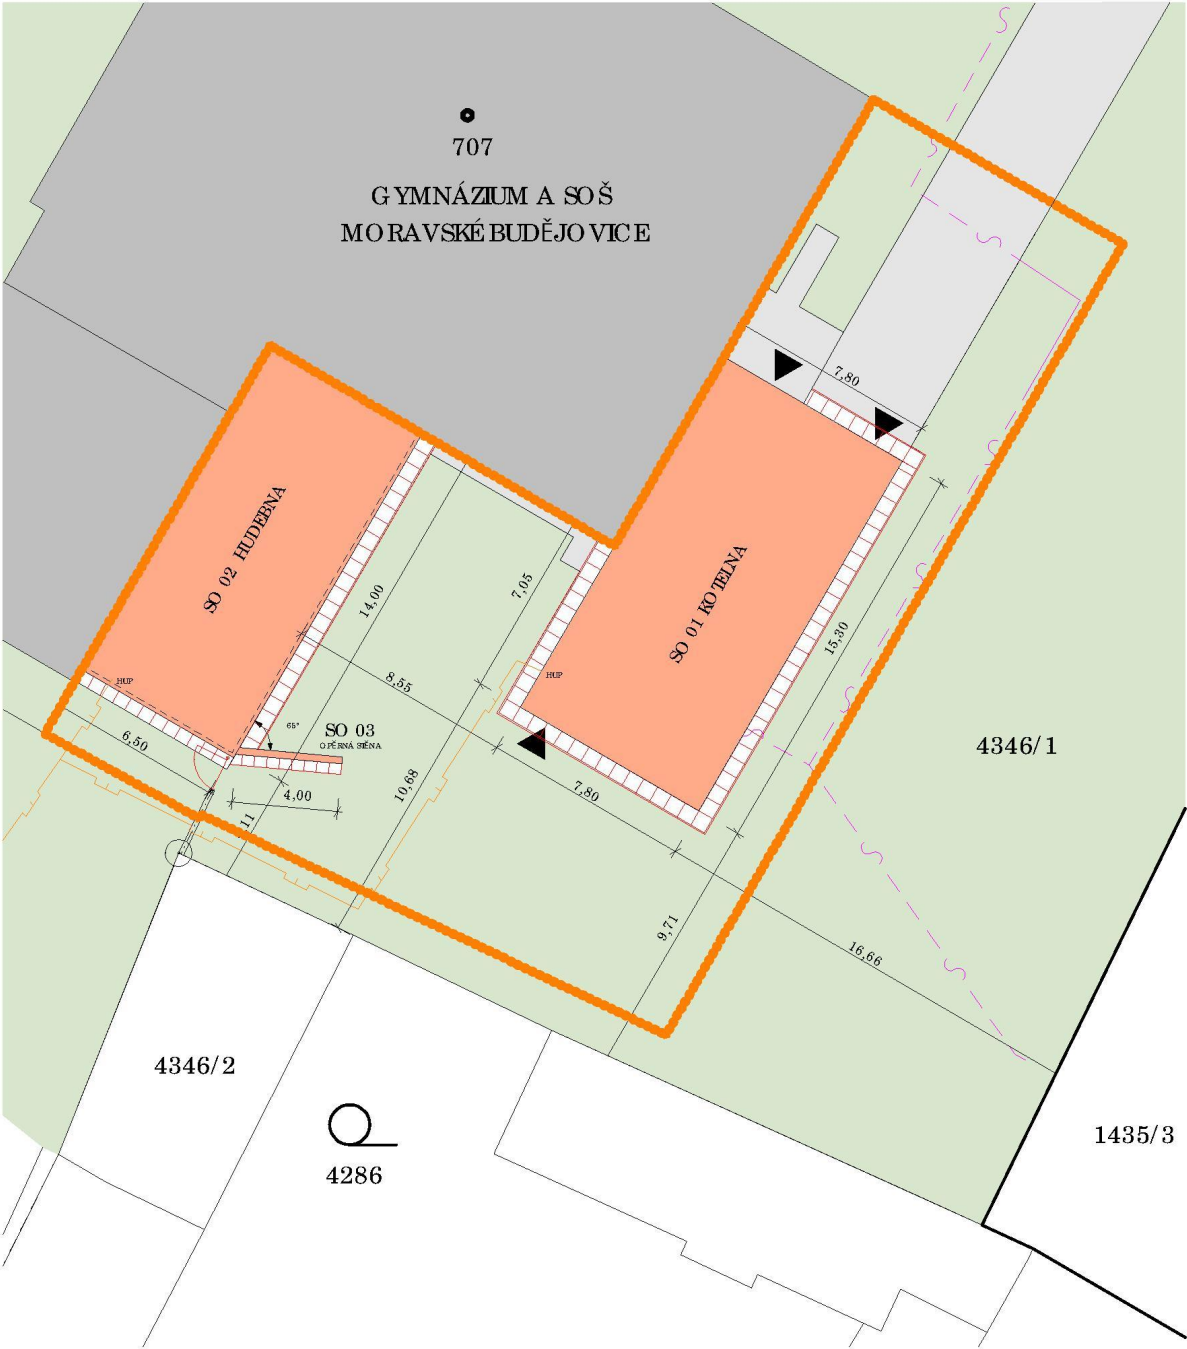 707
GYMNÁZIUM A SOŠ
MORAVSKÉ BUDĚJOVICE
7,80
SO 02 HUDEBNA
SO 01 KOTELNA
14,00
7,05
15,30
8,55
HUP
HUP
65°
SO 03
OPĚRNÁ STĚNA
6,50
4,00
10,68
7,80
4346/1
9,71
16,66
4346/2
4286
1435/3